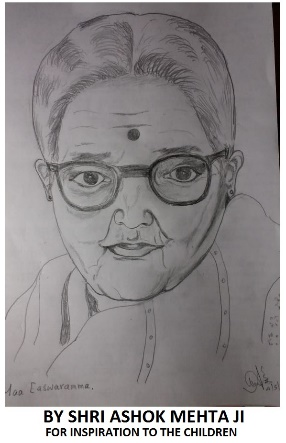 Maa Easwaramma.
BY SHRI ASHOK MEHTA JI
FOR INSPIRATION TO THE CHILDREN